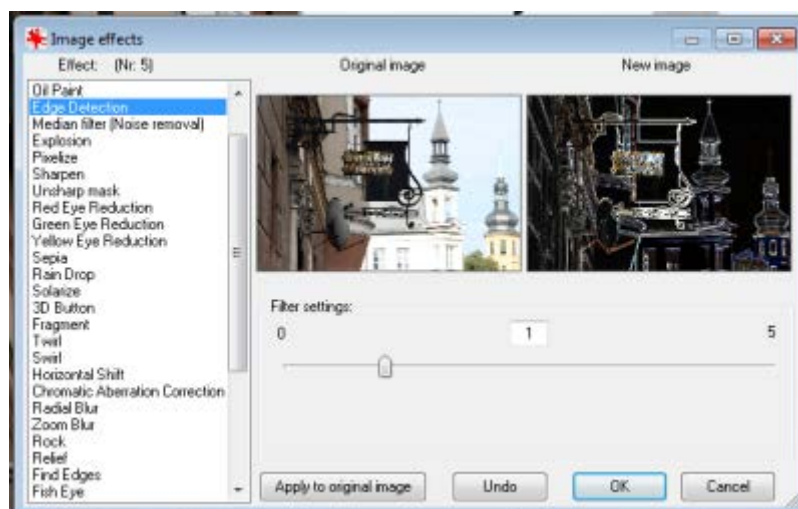 Image effects
Effect: (Nr: 5)
Original image
New image
Oil Paint
Edge Detection
Median filter (Noise removal)
Explosion
Pixelize
Sharpen
Unsharp mask
Red Eye Reduction
Green Eye Reduction
Yellow Eye Reduction
Sepia
Rain Drop
Solarize
3D Button
Fragment
Twirl
Swirl
Horizontal Shift
Chromatic Aberration Correction
Radial Blur
Zoom Blur
Rock
Relief
Find Edges
Fish Eye
Filter settings:
0 1 5
Apply to original image
Undo
OK
Cancel